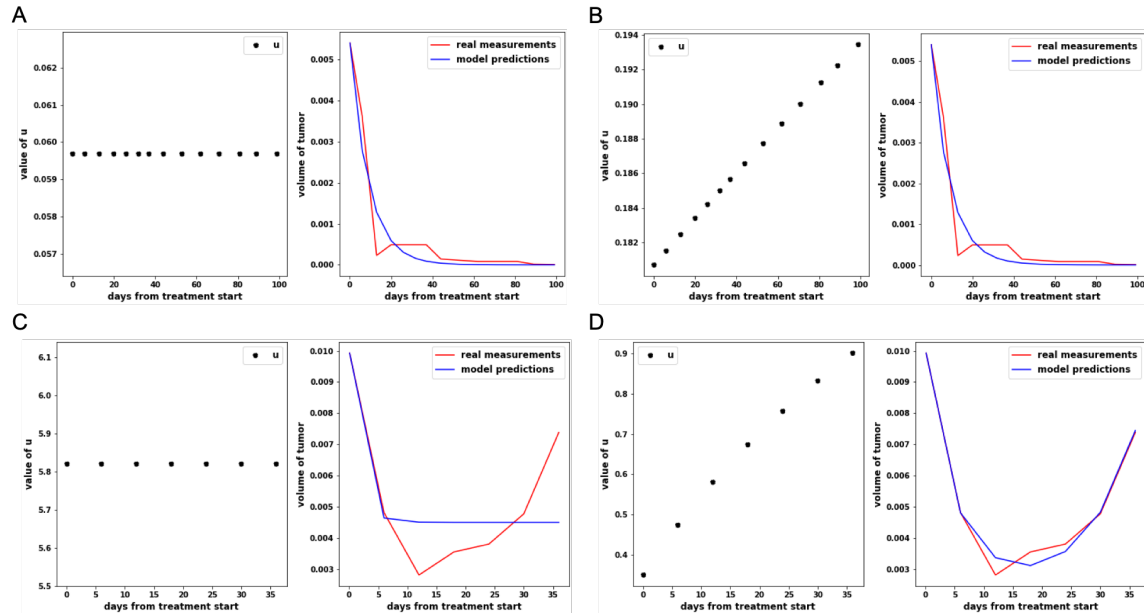 A
value of u
0.062
0.061
0.060
0.059
0.058
0.057
0 20 40 60 80 100
days from treatment start
u
volume of tumor
0.005
0.004
0.003
0.002
0.001
0.000
0 20 40 60 80 100
days from treatment start
real measurements
model predictions
B
value of u
0.194
0.192
0.190
0.188
0.186
0.184
0.182
0 20 40 60 80 100
days from treatment start
u
volume of tumor
0.005
0.004
0.003
0.002
0.001
0.000
0 20 40 60 80 100
days from treatment start
real measurements
model predictions
C
value of u
6.1
6.0
5.9
5.8
5.7
5.6
5.5
0 5 10 15 20 25 30 35
days from treatment start
u
volume of tumor
0.010
0.009
0.008
0.007
0.006
0.005
0.004
0.003
0 5 10 15 20 25 30 35
days from treatment start
real measurements
model predictions
D
value of u
0.9
0.8
0.7
0.6
0.5
0.4
0 5 10 15 20 25 30 35
days from treatment start
u
volume of tumor
0.010
0.009
0.008
0.007
0.006
0.005
0.004
0.003
0 5 10 15 20 25 30 35
days from treatment start
real measurements
model predictions